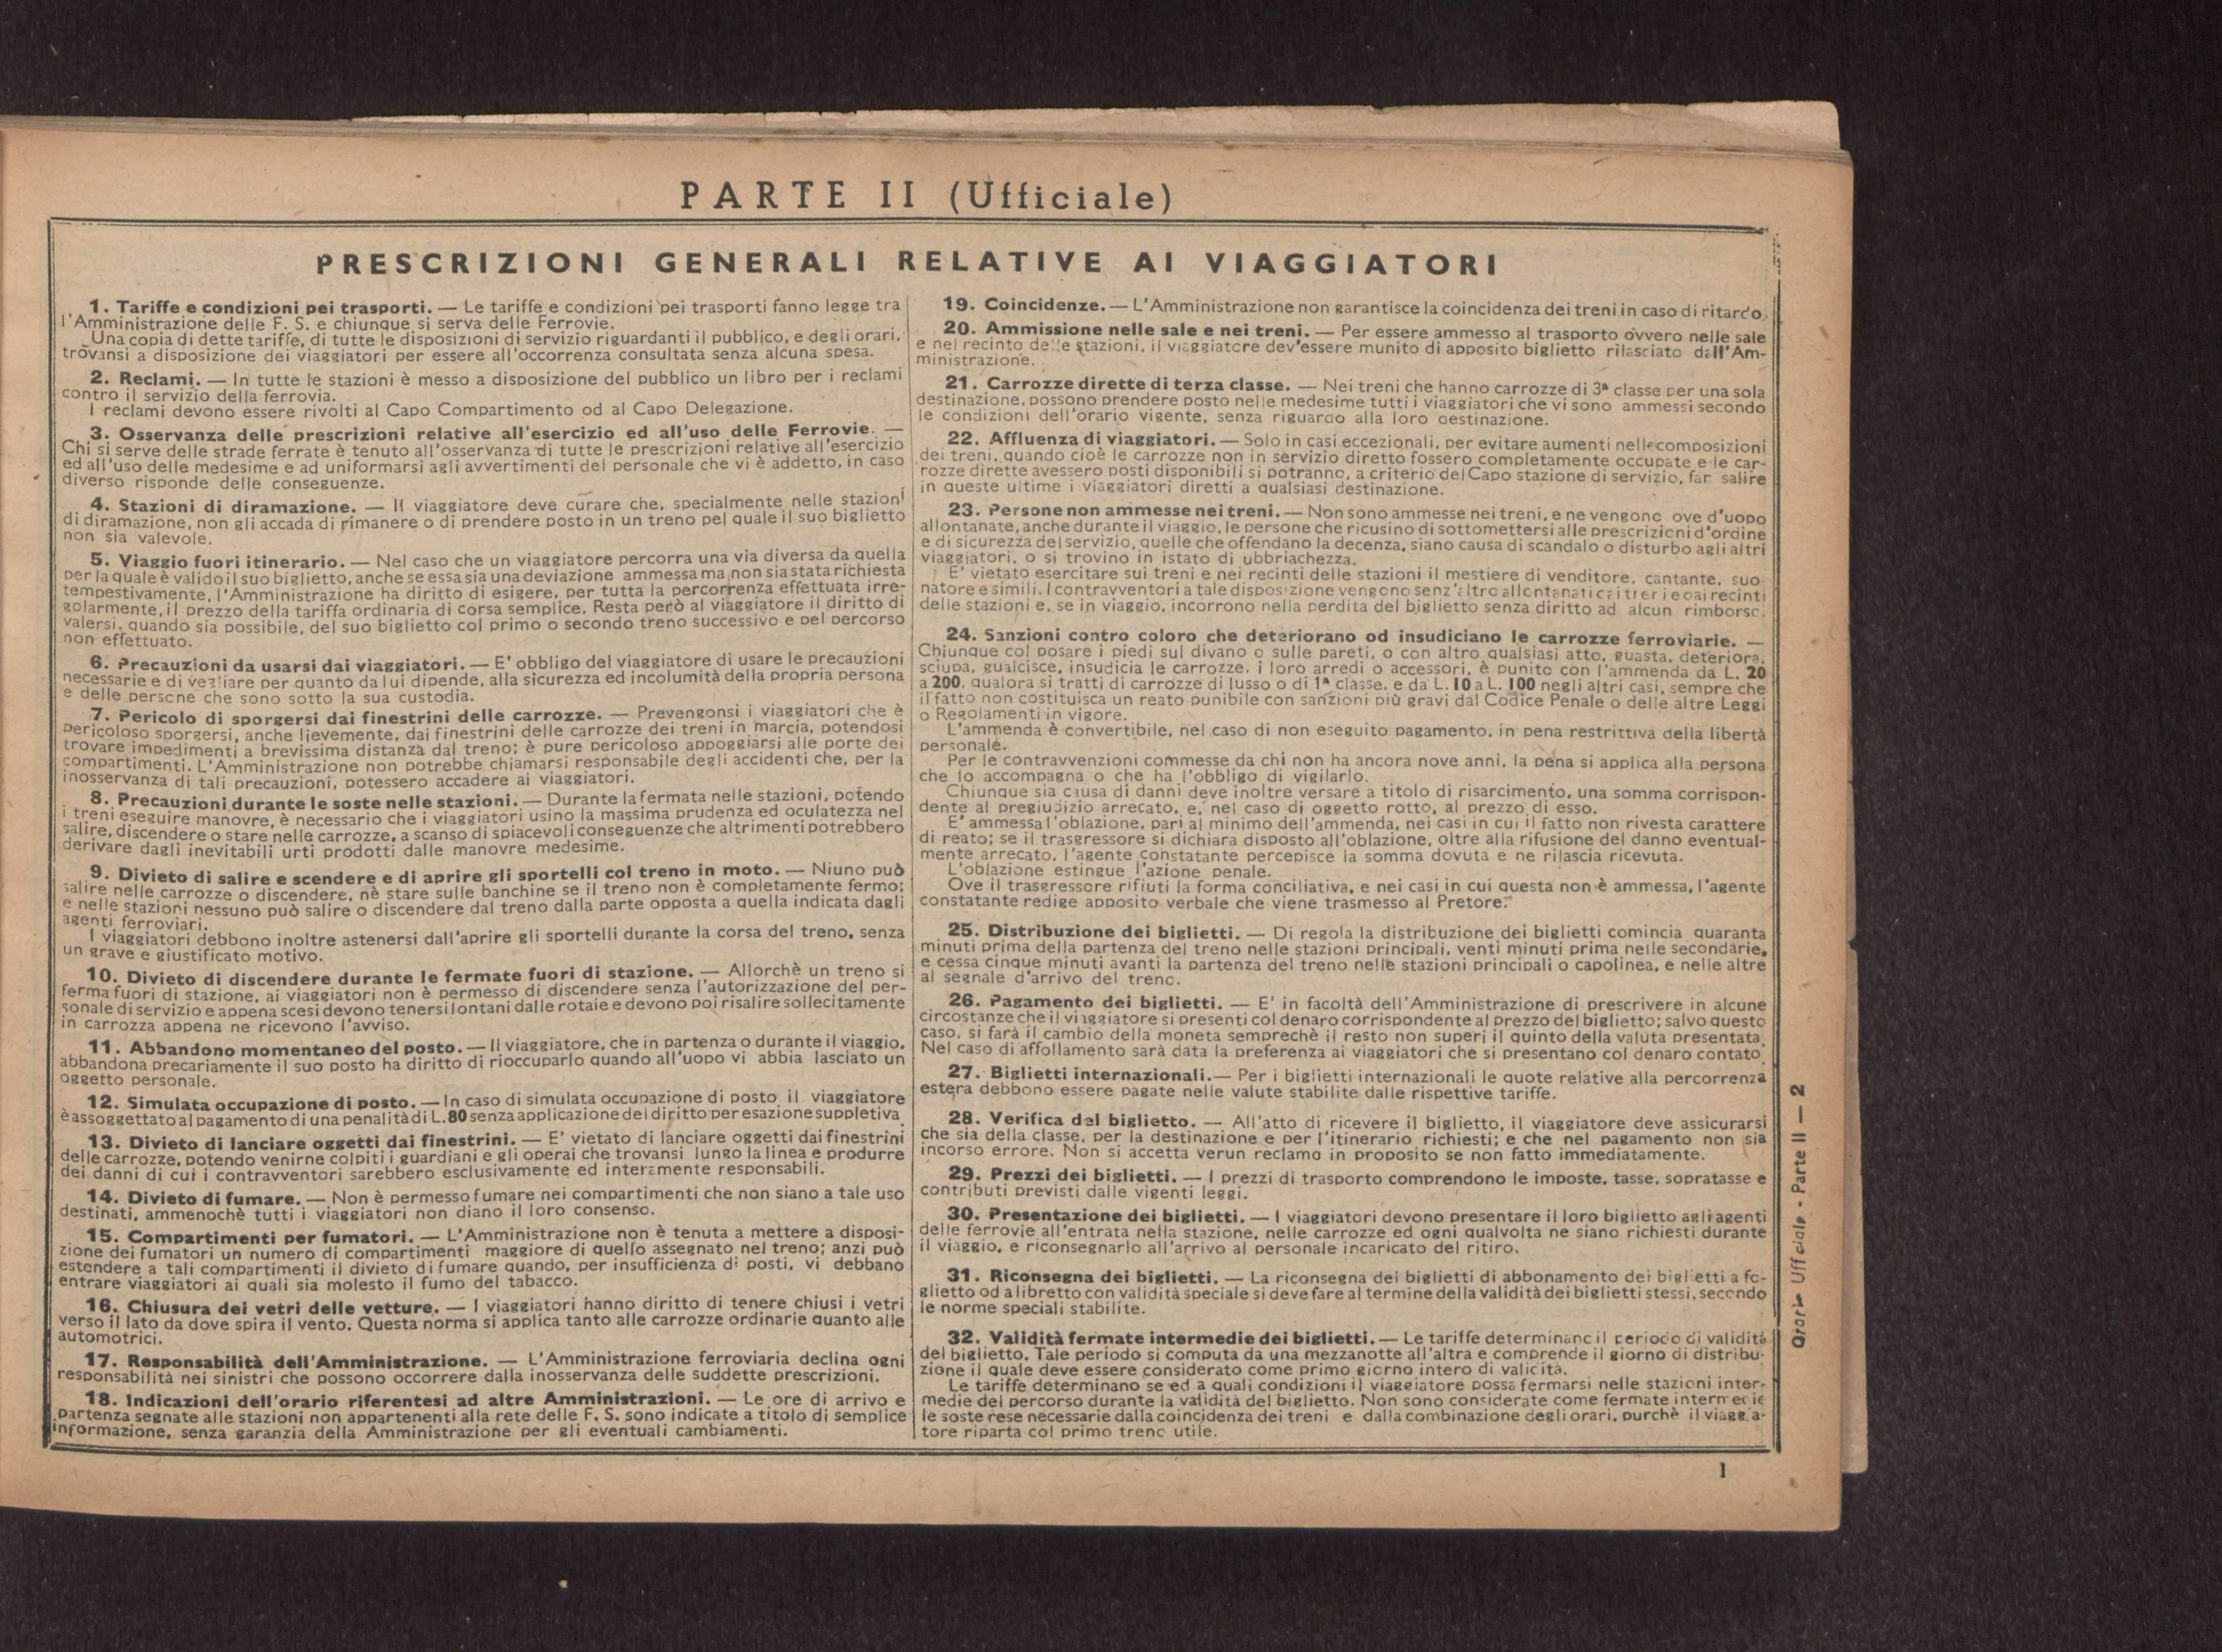 PARTE II (Ufficiale)
PRESCRIZIONI GENERALI RELATIVE AI VIAGGIATORI
1. Tariffe e condizioni pei trasporti. — Le tariffe e condizioni pei trasporti fanno legge tra
l'Amministrazione delle F. S. e chiunque si serva delle Ferrovie.
Una copia di dette tariffe, di tutte le disposizioni di servizio riguardanti il pubblico, e degli orari,
trovansi a disposizione dei viaggiatori per essere all'occorrenza consultata senza alcuna spesa.
2. Reclami. — In tutte le stazioni è messo a disposizione del pubblico un libro per i reclami
contro il servizio della ferrovia.
I reclami devono essere rivolti al Capo Compartimento od al Capo Delegazione.
3. Osservanza delle prescrizioni relative all'esercizio ed all'uso delle Ferrovie. —
Chi si serve delle strade ferrate è tenuto all'osservanza di tutte le prescrizioni relative all'esercizio
ed all'uso delle medesime e ad uniformarsi agli avvertimenti del personale che vi è addetto, in caso
diverso risponde delle conseguenze.
4. Stazioni di diramazione. — Il viaggiatore deve curare che, specialmente nelle stazioni
di diramazione, non gli accada di rimanere o di prendere posto in un treno pel quale il suo biglietto
non sia valevole.
5. Viaggio fuori itinerario. — Nel caso che un viaggiatore percorra una via diversa da quella
per la quale è valido il suo biglietto, anche se essa sia una deviazione ammessa ma non sia stata richiesta
tempestivamente, l'Amministrazione ha diritto di esigere, per tutta la percorrenza effettuata irre-
golarmente, il prezzo della tariffa ordinaria di corsa semplice. Resta però al viaggiatore il diritto di
valersi, quando sia possibile, del suo biglietto col primo o secondo treno successivo e pel percorso
non effettuato.
6. Precauzioni da usarsi dai viaggiatori. — E' obbligo del viaggiatore di usare le precauzioni
necessarie e di vegliare per quanto da lui dipende, alla sicurezza ed incolumità della propria persona
e delle persone che sono sotto la sua custodia.
7. Pericolo di sporgersi dai finestrini delle carrozze. — Prevengonsi i viaggiatori che è
pericoloso sporgersi, anche lievemente, dai finestrini delle carrozze dei treni in marcia, potendosi
trovare impedimenti a brevissima distanza dal treno; è pure pericoloso appoggiarsi alle porte dei
compartimenti. L'Amministrazione non potrebbe chiamarsi responsabile degli accidenti che, per la
inosservanza di tali precauzioni, potessero accadere ai viaggiatori.
8. Precauzioni durante le soste nelle stazioni. — Durante la fermata nelle stazioni, potendo
i treni eseguire manovre, è necessario che i viaggiatori usino la massima prudenza ed oculatezza nel
salire, discendere o stare nelle carrozze, a scanso di spiacevoli conseguenze che altrimenti potrebbero
derivare dagli inevitabili urti prodotti dalle manovre medesime.
9. Divieto di salire e scendere e di aprire gli sportelli col treno in moto. — Niuno può
salire nelle carrozze o discendere, nè stare sulle banchine se il treno non è completamente fermo;
e nelle stazioni nessuno può salire o discendere dal treno dalla parte opposta a quella indicata dagli
agenti ferroviari.
I viaggiatori debbono inoltre astenersi dall'aprire gli sportelli durante la corsa del treno, senza
un grave e giustificato motivo.
10. Divieto di discendere durante le fermate fuori di stazione. — Allorchè un treno si
ferma fuori di stazione, ai viaggiatori non è permesso di discendere senza l'autorizzazione del per-
sonale di servizio e appena scesi devono tenersi lontani dalle rotaie e devono poi risalire sollecitamente
in carrozza appena ne ricevono l'avviso.
11. Abbandono momentaneo del posto. — Il viaggiatore, che in partenza o durante il viaggio,
abbandona precariamente il suo posto ha diritto di rioccuparlo quando all'uopo vi abbia lasciato un
oggetto personale.
12. Simulata occupazione di posto. — In caso di simulata occupazione di posto il viaggiatore
è assoggettato al pagamento di una penalità di L. 80 senza applicazione del diritto per esazione suppletiva.
13. Divieto di lanciare oggetti dai finestrini. — E' vietato di lanciare oggetti dai finestrini
delle carrozze, potendo venirne colpiti i guardiani e gli operai che trovansi lungo la linea e produrre
dei danni di cui i contravventori sarebbero esclusivamente ed interamente responsabili.
14. Divieto di fumare. — Non è permesso fumare nei compartimenti che non siano a tale uso
destinati, ammenochè tutti i viaggiatori non diano il loro consenso.
15. Compartimenti per fumatori. — L'Amministrazione non è tenuta a mettere a disposi-
zione dei fumatori un numero di compartimenti maggiore di quello assegnato nel treno; anzi può
estendere a tali compartimenti il divieto di fumare quando, per insufficienza di posti, vi debbano
entrare viaggiatori ai quali sia molesto il fumo del tabacco.
16. Chiusura dei vetri delle vetture. — I viaggiatori hanno diritto di tenere chiusi i vetri
verso il lato da dove spira il vento. Questa norma si applica tanto alle carrozze ordinarie quanto alle
automotrici.
17. Responsabilità dell'Amministrazione. — L'Amministrazione ferroviaria declina ogni
responsabilità nei sinistri che possono occorrere dalla inosservanza delle suddette prescrizioni.
18. Indicazioni dell'orario riferentesi ad altre Amministrazioni. — Le ore di arrivo e
partenza segnate alle stazioni non appartenenti alla rete delle F. S. sono indicate a titolo di semplice
informazione, senza garanzia della Amministrazione per gli eventuali cambiamenti.
19. Coincidenze. — L'Amministrazione non garantisce la coincidenza dei treni in caso di ritardo.
20. Ammissione nelle sale e nei treni. — Per essere ammesso al trasporto ovvero nelle sale
e nel recinto delle stazioni, il viaggiatore dev'essere munito di apposito biglietto rilasciato dall'Am-
ministrazione.
21. Carrozze dirette di terza classe. — Nei treni che hanno carrozze di 3ª classe per una sola
destinazione, possono prendere posto nelle medesime tutti i viaggiatori che vi sono ammessi secondo
le condizioni dell'orario vigente, senza riguardo alla loro destinazione.
22. Affluenza di viaggiatori. — Solo in casi eccezionali, per evitare aumenti nelle composizioni
dei treni, quando cioè le carrozze non in servizio diretto fossero completamente occupate e le car-
rozze dirette avessero posti disponibili si potranno, a criterio del Capo stazione di servizio, far salire
in queste ultime i viaggiatori diretti a qualsiasi destinazione.
23. Persone non ammesse nei treni. — Non sono ammesse nei treni, e ne vengono ove d'uopo
allontanate, anche durante il viaggio, le persone che ricusino di sottomettersi alle prescrizioni d'ordine
e di sicurezza del servizio, quelle che offendano la decenza, siano causa di scandalo o disturbo agli altri
viaggiatori, o si trovino in istato di ubbriachezza.
E' vietato esercitare sui treni e nei recinti delle stazioni il mestiere di venditore, cantante, suo-
natore e simili. I contravventori a tale disposizione vengono senz'altro allontanati dai treni e dai recinti
delle stazioni e, se in viaggio, incorrono nella perdita del biglietto senza diritto ad alcun rimborso.
24. Sanzioni contro coloro che deteriorano od insudiciano le carrozze ferroviarie. —
Chiunque col posare i piedi sul divano o sulle pareti, o con altro qualsiasi atto, guasta, deteriora,
sciupa, gualcisce, insudicia le carrozze, i loro arredi o accessori, è punito con l'ammenda da L. 20
a 200, qualora si tratti di carrozze di lusso o di 1ª classe, e da L. 10 a L. 100 negli altri casi, sempre che
il fatto non costituisca un reato punibile con sanzioni più gravi dal Codice Penale o delle altre Leggi
o Regolamenti in vigore.
L'ammenda è convertibile, nel caso di non eseguito pagamento, in pena restrittiva della libertà
personale.
Per le contravvenzioni commesse da chi non ha ancora nove anni, la pena si applica alla persona
che lo accompagna o che ha l'obbligo di vigilarlo.
Chiunque sia causa di danni deve inoltre versare a titolo di risarcimento, una somma corrispon-
dente al pregiudizio arrecato, e, nel caso di oggetto rotto, al prezzo di esso.
E' ammessa l'oblazione, pari al minimo dell'ammenda, nei casi in cui il fatto non rivesta carattere
di reato; se il trasgressore si dichiara disposto all'oblazione, oltre alla rifusione del danno eventual-
mente arrecato, l'agente constatante percepisce la somma dovuta e ne rilascia ricevuta.
L'oblazione estingue l'azione penale.
Ove il trasgressore rifiuti la forma conciliativa, e nei casi in cui questa non è ammessa, l'agente
constatante redige apposito verbale che viene trasmesso al Pretore.
25. Distribuzione dei biglietti. — Di regola la distribuzione dei biglietti comincia quaranta
minuti prima della partenza del treno nelle stazioni principali, venti minuti prima nelle secondarie,
e cessa cinque minuti avanti la partenza del treno nelle stazioni principali o capolinea, e nelle altre
al segnale d'arrivo del treno.
26. Pagamento dei biglietti. — E' in facoltà dell'Amministrazione di prescrivere in alcune
circostanze che il viaggiatore si presenti col denaro corrispondente al prezzo del biglietto; salvo questo
caso, si farà il cambio della moneta semprechè il resto non superi il quinto della valuta presentata.
Nel caso di affollamento sarà data la preferenza ai viaggiatori che si presentano col denaro contato.
27. Biglietti internazionali. — Per i biglietti internazionali le quote relative alla percorrenza
estera debbono essere pagate nelle valute stabilite dalle rispettive tariffe.
28. Verifica del biglietto. — All'atto di ricevere il biglietto, il viaggiatore deve assicurarsi
che sia della classe, per la destinazione e per l'itinerario richiesti; e che nel pagamento non sia
incorso errore. Non si accetta verun reclamo in proposito se non fatto immediatamente.
29. Prezzi dei biglietti. — I prezzi di trasporto comprendono le imposte, tasse, sopratasse e
contributi previsti dalle vigenti leggi.
30. Presentazione dei biglietti. — I viaggiatori devono presentare il loro biglietto agli agenti
delle ferrovie all'entrata nella stazione, nelle carrozze ed ogni qualvolta ne siano richiesti durante
il viaggio, e riconsegnarlo all'arrivo al personale incaricato del ritiro.
31. Riconsegna dei biglietti. — La riconsegna dei biglietti di abbonamento dei biglietti a fo-
glietto od a libretto con validità speciale si deve fare al termine della validità dei biglietti stessi, secondo
le norme speciali stabilite.
32. Validità fermate intermedie dei biglietti. — Le tariffe determinano il periodo di validità
del biglietto. Tale periodo si computa da una mezzanotte all'altra e comprende il giorno di distribu-
zione il quale deve essere considerato come primo giorno intero di validità.
Le tariffe determinano se ed a quali condizioni il viaggiatore possa fermarsi nelle stazioni inter-
medie del percorso durante la validità del biglietto. Non sono considerate come fermate intermedie
le soste rese necessarie dalla coincidenza dei treni e dalla combinazione degli orari, purchè il viaggia-
tore riparta col primo treno utile.
Orario Ufficiale - Parte II — 2
1